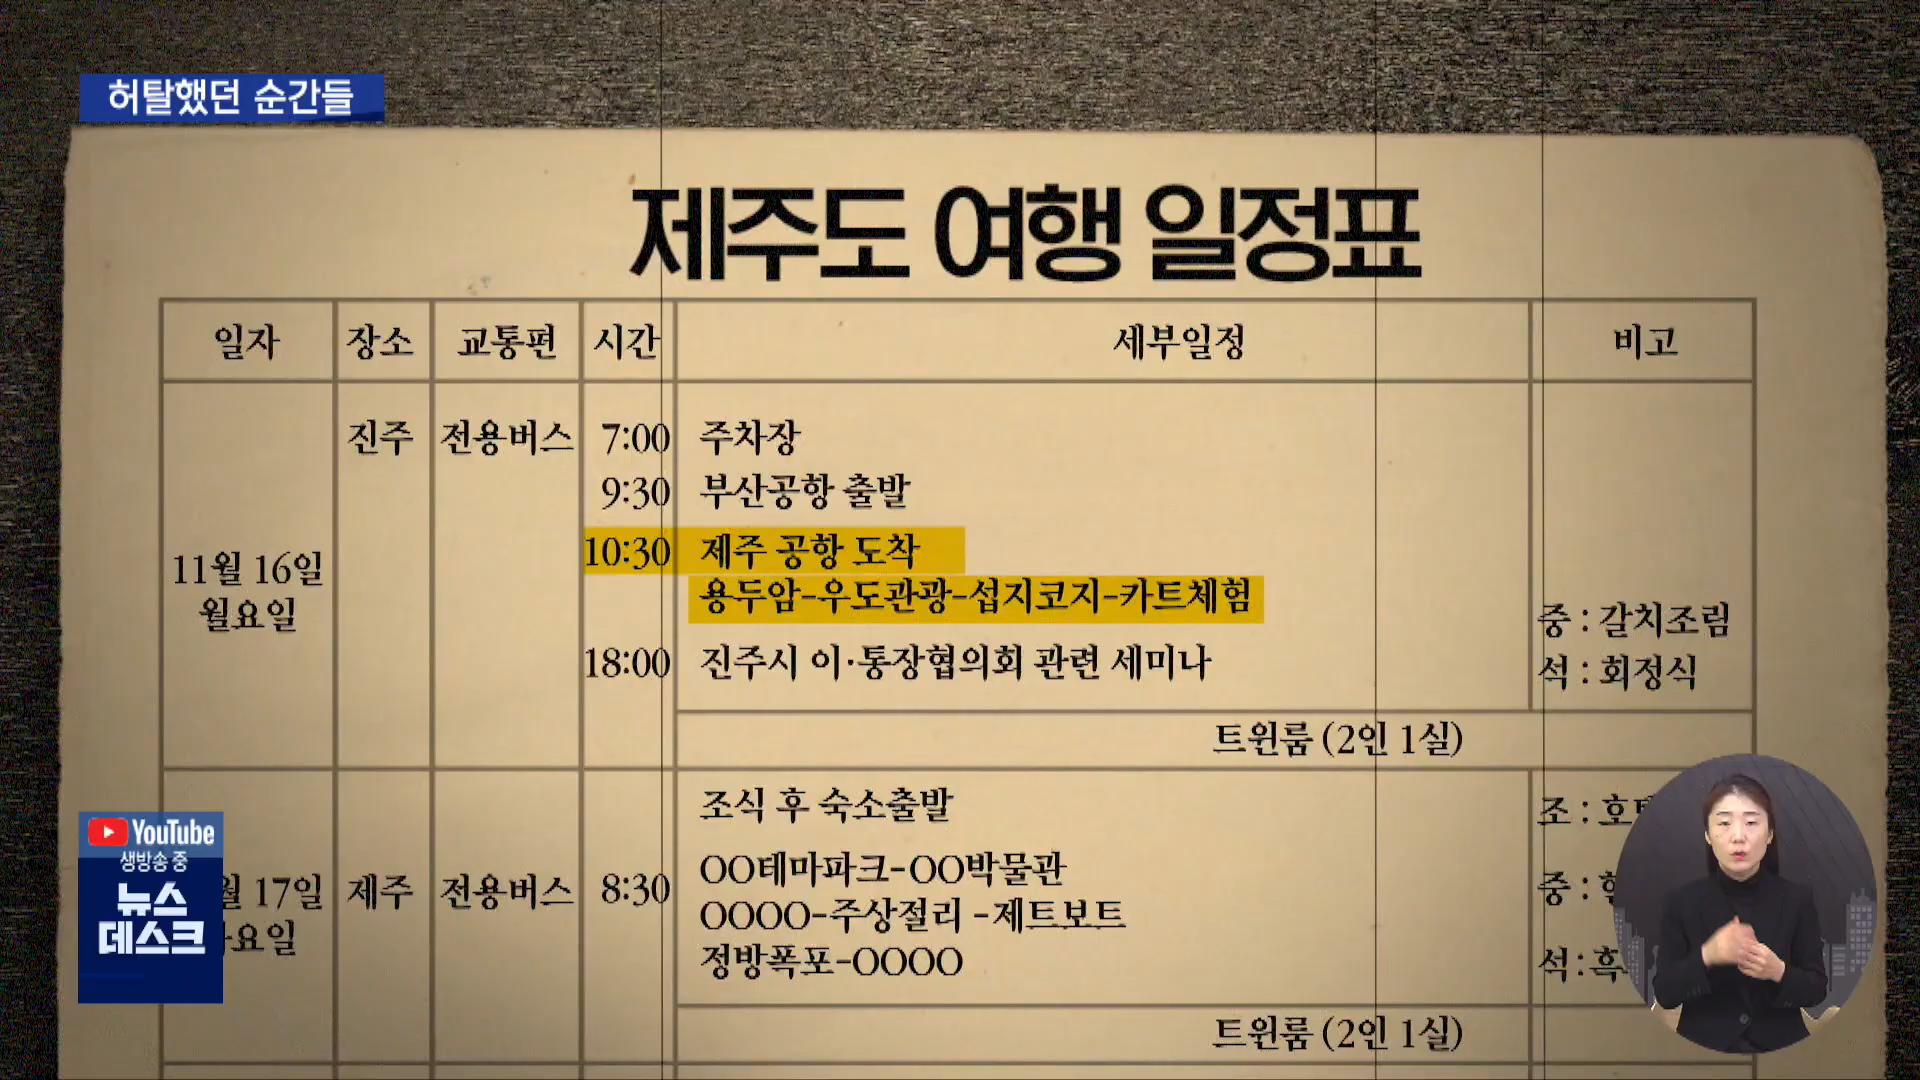 허탈했던 순간들
제주도 여행 일정표
일자 장소 교통편 시간 세부일정 비고
진주 전용버스 7:00 주차장
9:30 부산공항 출발
10:30 제주 공항 도착
11월 16일
월요일
용두암-우도관광-섭지코지-카트체험
중 : 갈치조림
18:00 진주시 이·통장협의회 관련 세미나
석 : 회정식
트윈룸 (2인 1실)
조식 후 숙소출발
조 :
OO테마파크-OO박물관
월 17일 제주 전용버스 8:30
중 :
OOOO-주상절리 -제트보트
요일
정방폭포-OOOO
석 : 흑
트윈룸 (2인 1실)
YouTube
생방송 중
뉴스
데스크